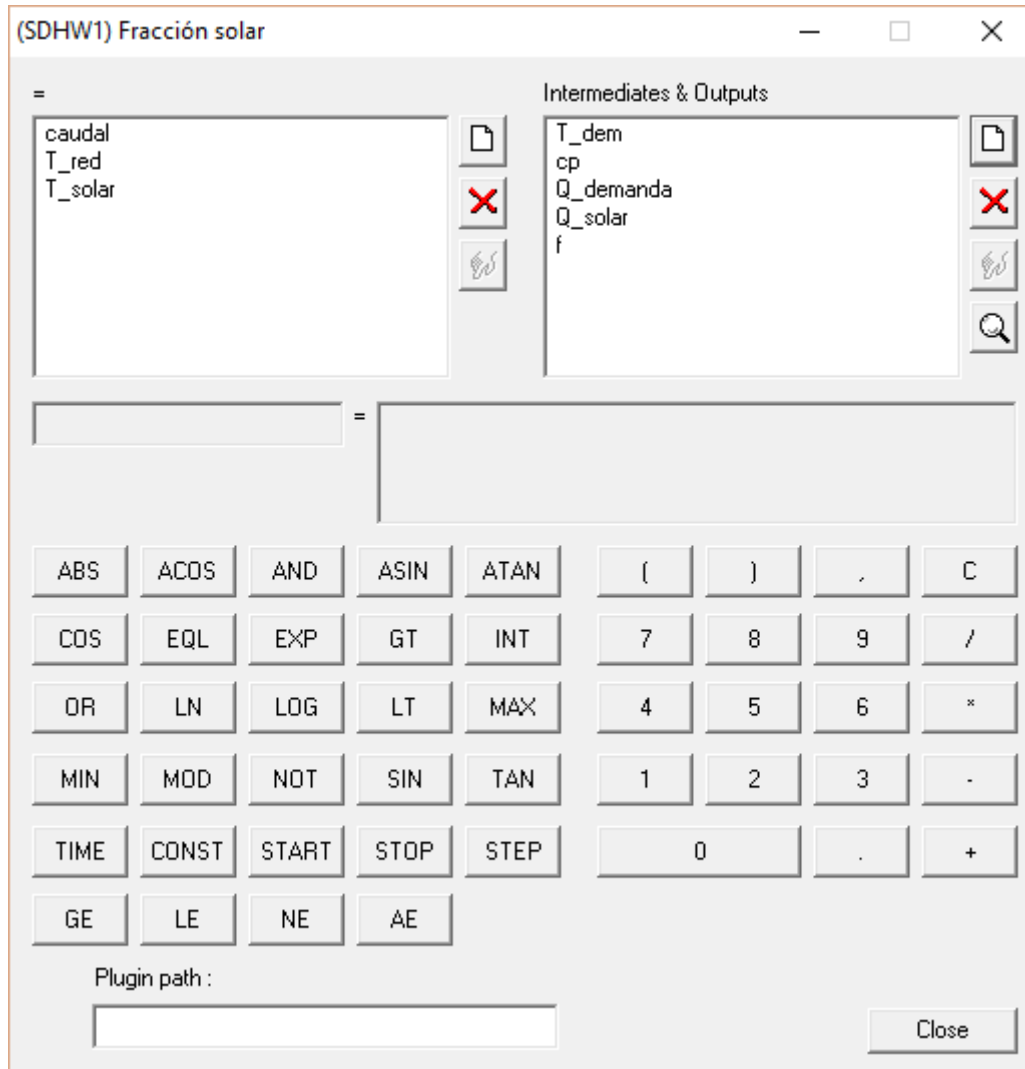 (SDHW1) Fracción solar
=
Intermediates & Outputs
caudal
T_red
T_solar
T_dem
cp
Q_demanda
Q_solar
f
=
ABS ACOS AND ASIN ATAN ( ) , C
COS EQL EXP GT INT 7 8 9 /
OR LN LOG LT MAX 4 5 6 *
MIN MOD NOT SIN TAN 1 2 3 -
TIME CONST START STOP STEP 0 . +
GE LE NE AE
Plugin path :
Close